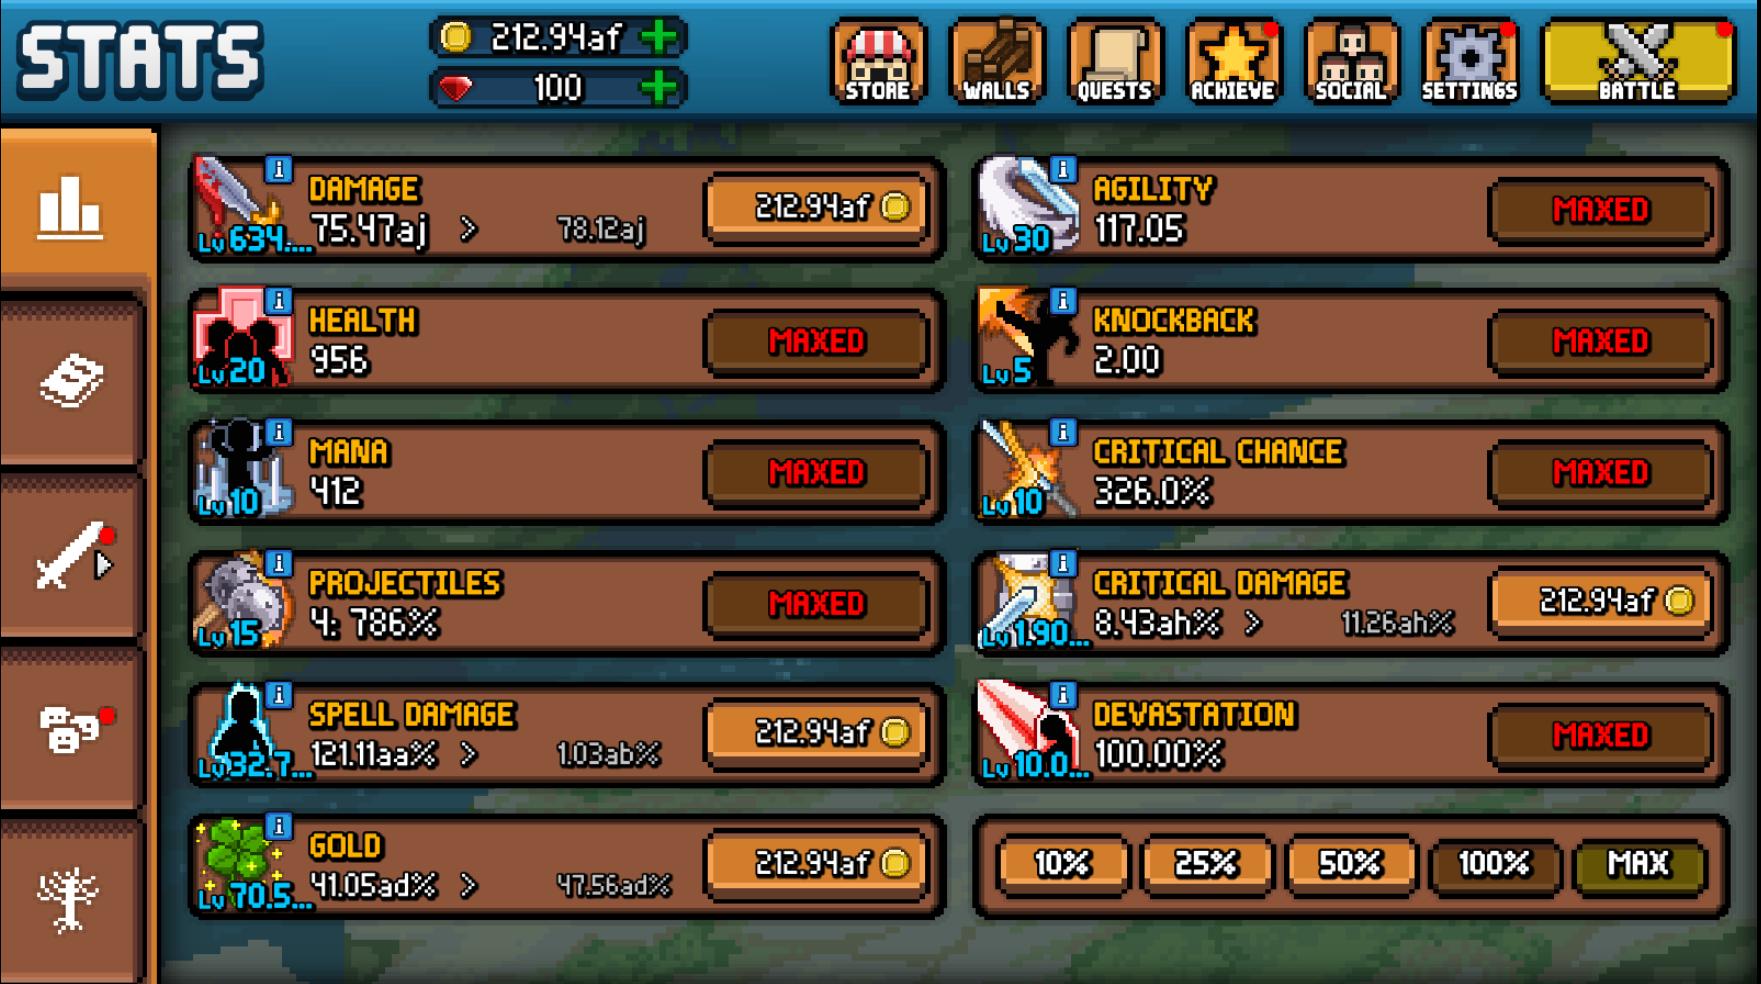 STATS
212.94af
100
STORE
WALLS
QUESTS
ACHIEVE
SOCIAL
SETTINGS
BATTLE
DAMAGE
75.47aj > 78.12aj
Lv 634....
212.94af
AGILITY
117.05
Lv 30
MAXED
HEALTH
956
Lv 20
MAXED
KNOCKBACK
2.00
Lv 5
MAXED
MANA
412
Lv 10
MAXED
CRITICAL CHANCE
326.0%
Lv 10
MAXED
PROJECTILES
4: 786%
Lv 15
MAXED
CRITICAL DAMAGE
8.43ah% > 11.26ah%
Lv 1.90...
212.94af
SPELL DAMAGE
121.11aa% > 1.03ab%
Lv 32.7...
212.94af
DEVASTATION
100.00%
Lv 10.0...
MAXED
GOLD
41.05ad% > 47.56ad%
Lv 70.5...
212.94af
10% 25% 50% 100% MAX